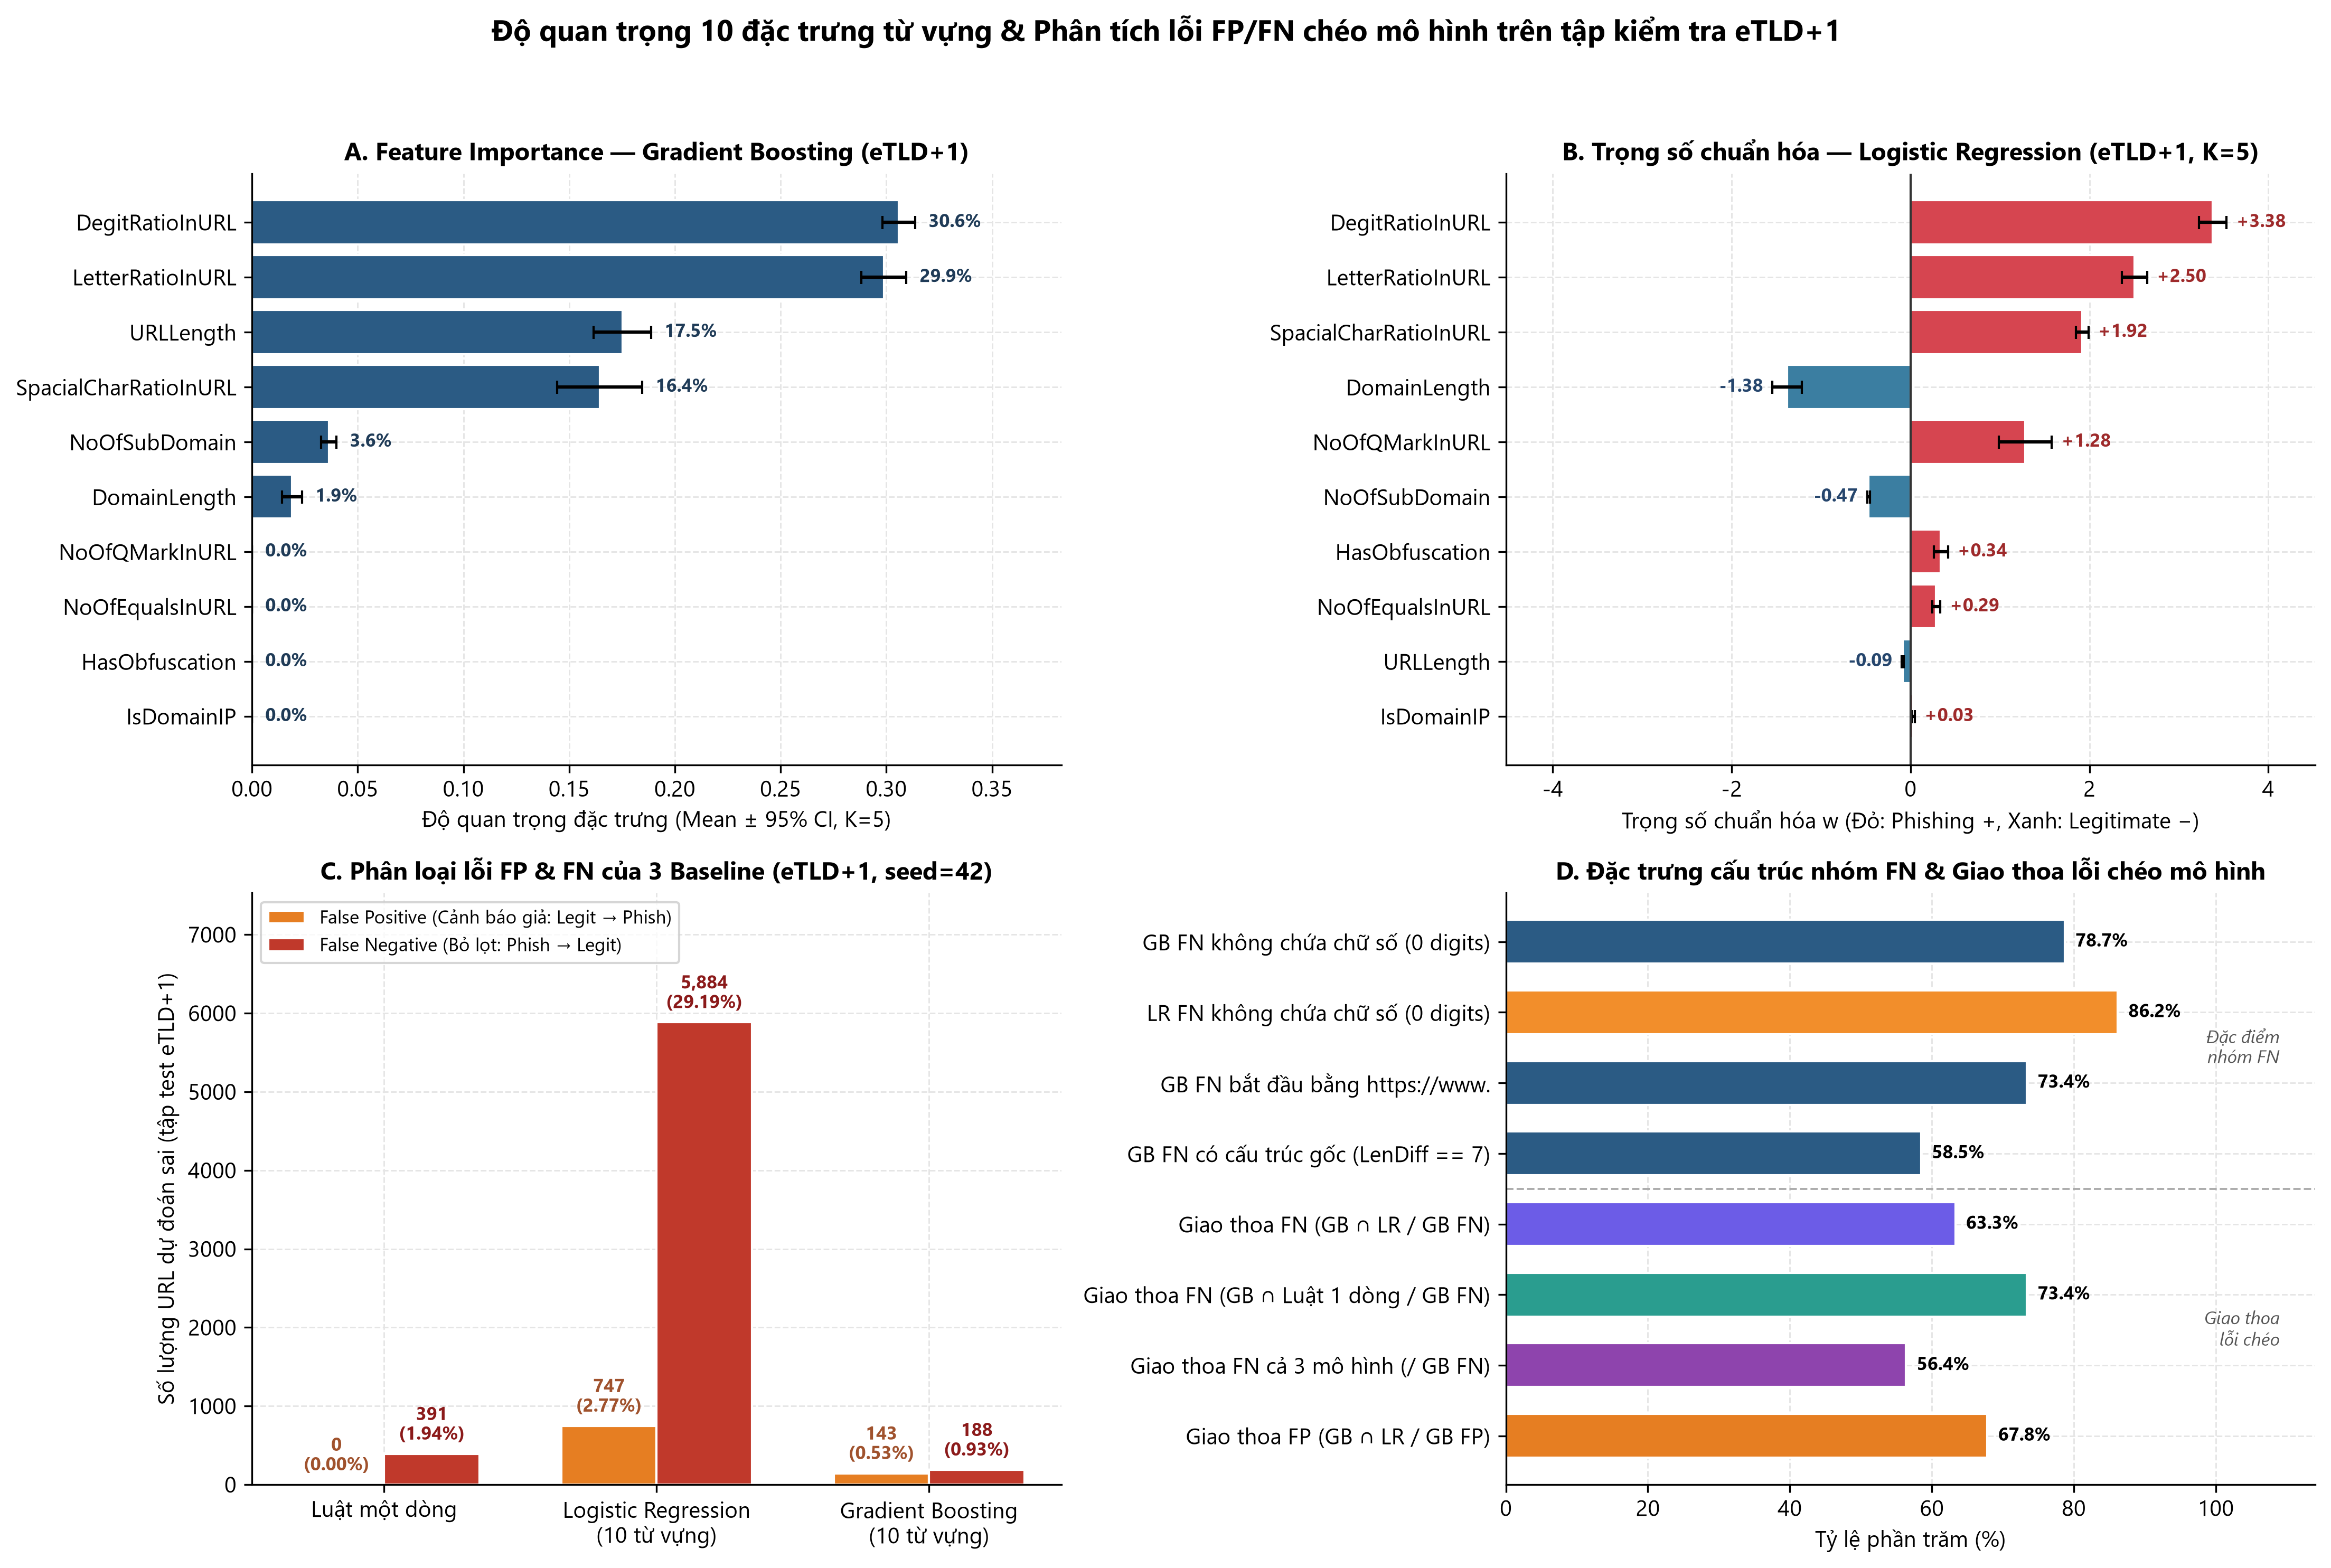 Độ quan trọng 10 đặc trưng từ vựng & Phân tích lỗi FP/FN chéo mô hình trên tập kiểm tra eTLD+1
A. Feature Importance — Gradient Boosting (eTLD+1)
DegitRatioInURL
30.6%
LetterRatioInURL
29.9%
URLLength
17.5%
SpacialCharRatioInURL
16.4%
NoOfSubDomain
3.6%
DomainLength
1.9%
NoOfQMarkInURL
0.0%
NoOfEqualsInURL
0.0%
HasObfuscation
0.0%
IsDomainIP
0.0%
0.00 0.05 0.10 0.15 0.20 0.25 0.30 0.35
Độ quan trọng đặc trưng (Mean ± 95% CI, K=5)
B. Trọng số chuẩn hóa — Logistic Regression (eTLD+1, K=5)
DegitRatioInURL
+3.38
LetterRatioInURL
+2.50
SpacialCharRatioInURL
+1.92
DomainLength
-1.38
NoOfQMarkInURL
+1.28
NoOfSubDomain
-0.47
HasObfuscation
+0.34
NoOfEqualsInURL
+0.29
URLLength
-0.09
IsDomainIP
+0.03
-4 -2 0 2 4
Trọng số chuẩn hóa w (Đỏ: Phishing +, Xanh: Legitimate −)
C. Phân loại lỗi FP & FN của 3 Baseline (eTLD+1, seed=42)
False Positive (Cảnh báo giả: Legit → Phish)
False Negative (Bỏ lọt: Phish → Legit)
Số lượng URL dự đoán sai (tập test eTLD+1)
7000
6000
5000
4000
3000
2000
1000
0
0
(0.00%)
391
(1.94%)
747
(2.77%)
5,884
(29.19%)
143
(0.53%)
188
(0.93%)
Luật một dòng
Logistic Regression
(10 từ vựng)
Gradient Boosting
(10 từ vựng)
D. Đặc trưng cấu trúc nhóm FN & Giao thoa lỗi chéo mô hình
GB FN không chứa chữ số (0 digits)
78.7%
LR FN không chứa chữ số (0 digits)
86.2%
Đặc điểm
nhóm FN
GB FN bắt đầu bằng https://www.
73.4%
GB FN có cấu trúc gốc (LenDiff == 7)
58.5%
Giao thoa FN (GB ∩ LR / GB FN)
63.3%
Giao thoa FN (GB ∩ Luật 1 dòng / GB FN)
73.4%
Giao thoa
lỗi chéo
Giao thoa FN cả 3 mô hình (/ GB FN)
56.4%
Giao thoa FP (GB ∩ LR / GB FP)
67.8%
0 20 40 60 80 100
Tỷ lệ phần trăm (%)